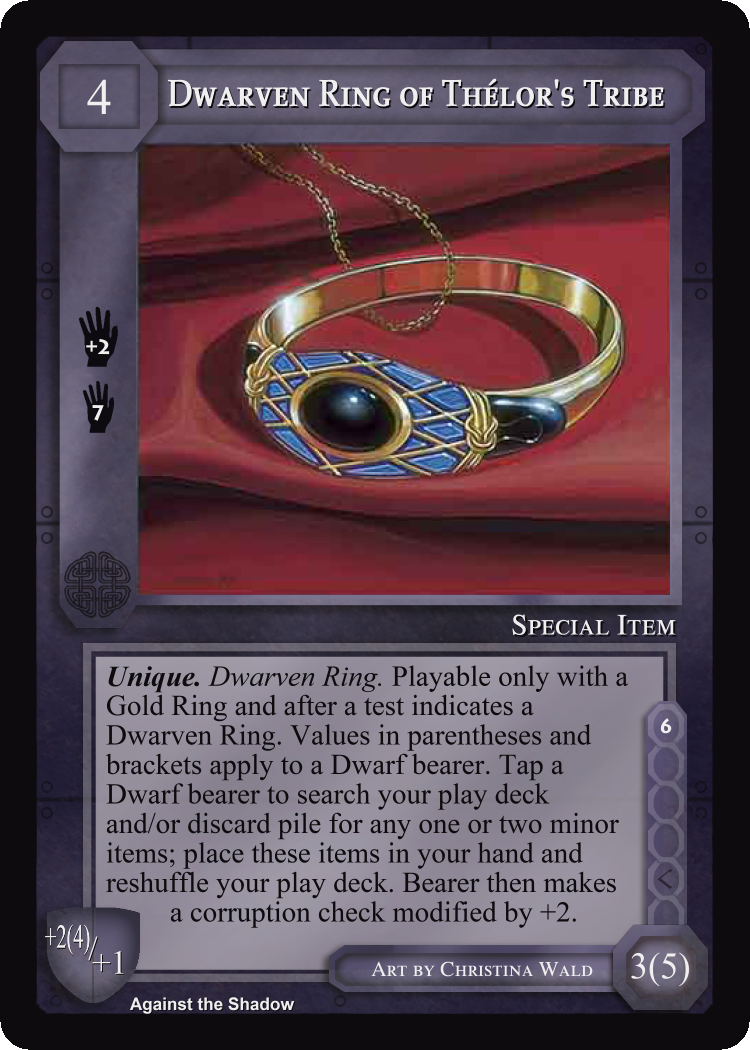 4
Dwarven Ring of Thélor's Tribe
+2
7
Special Item
Unique. Dwarven Ring. Playable only with a
Gold Ring and after a test indicates a
Dwarven Ring. Values in parentheses and
brackets apply to a Dwarf bearer. Tap a
Dwarf bearer to search your play deck
and/or discard pile for any one or two minor
items; place these items in your hand and
reshuffle your play deck. Bearer then makes
a corruption check modified by +2.
6
+2(4)/+1
Art by Christina Wald
3(5)
Against the Shadow